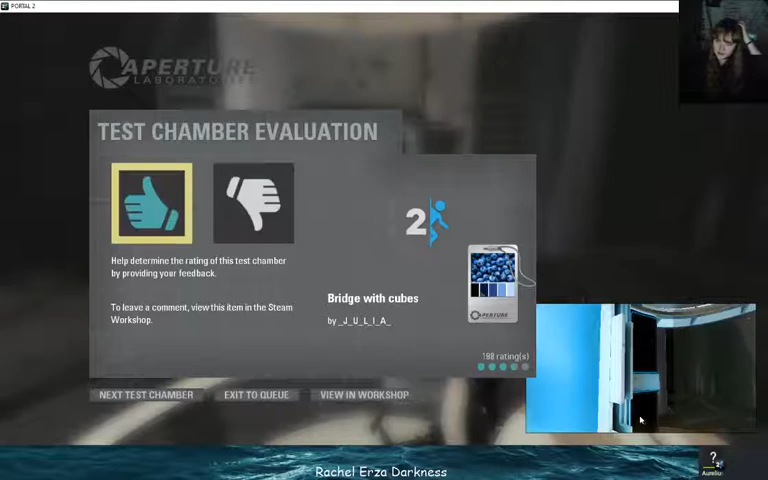 PORTAL 2
APERTURE
LABORATORIES
TEST CHAMBER EVALUATION
2
Help determine the rating of this test chamber
by providing your feedback.
To leave a comment, view this item in the Steam
Workshop.
Bridge with cubes
by _J_U_L_I_A_
APERTURE
188 rating(s)
NEXT TEST CHAMBER
EXIT TO QUEUE
VIEW IN WORKSHOP
Rachel Erza Darkness
?